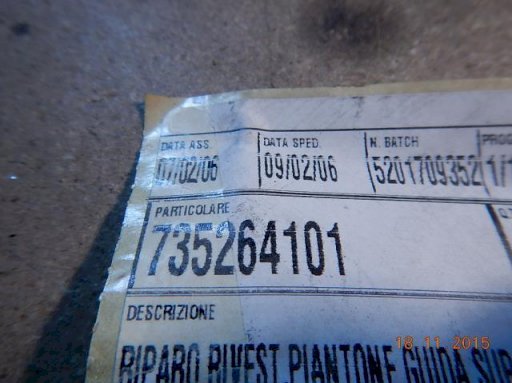 DATA ASS. DATA SPED. N. BATCH
07/02/06 09/02/06 5201709352
PARTICOLARE
735264101
DESCRIZIONE
RIPARO RIVEST.PIANTONE GUIDA
18.11.2015